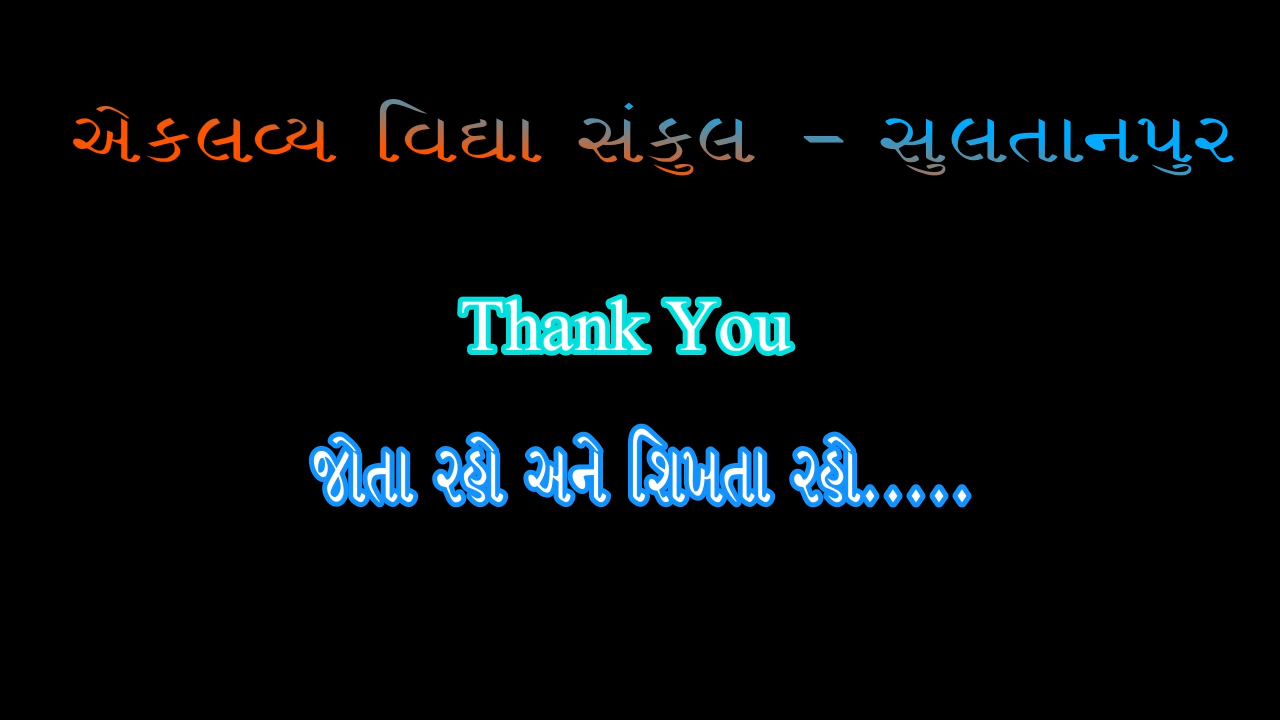 એકલવ્ય વિદ્યા સંકુલ - સુલતાનપુર
Thank You
જોતા રહો અને શિખતા રહો.....